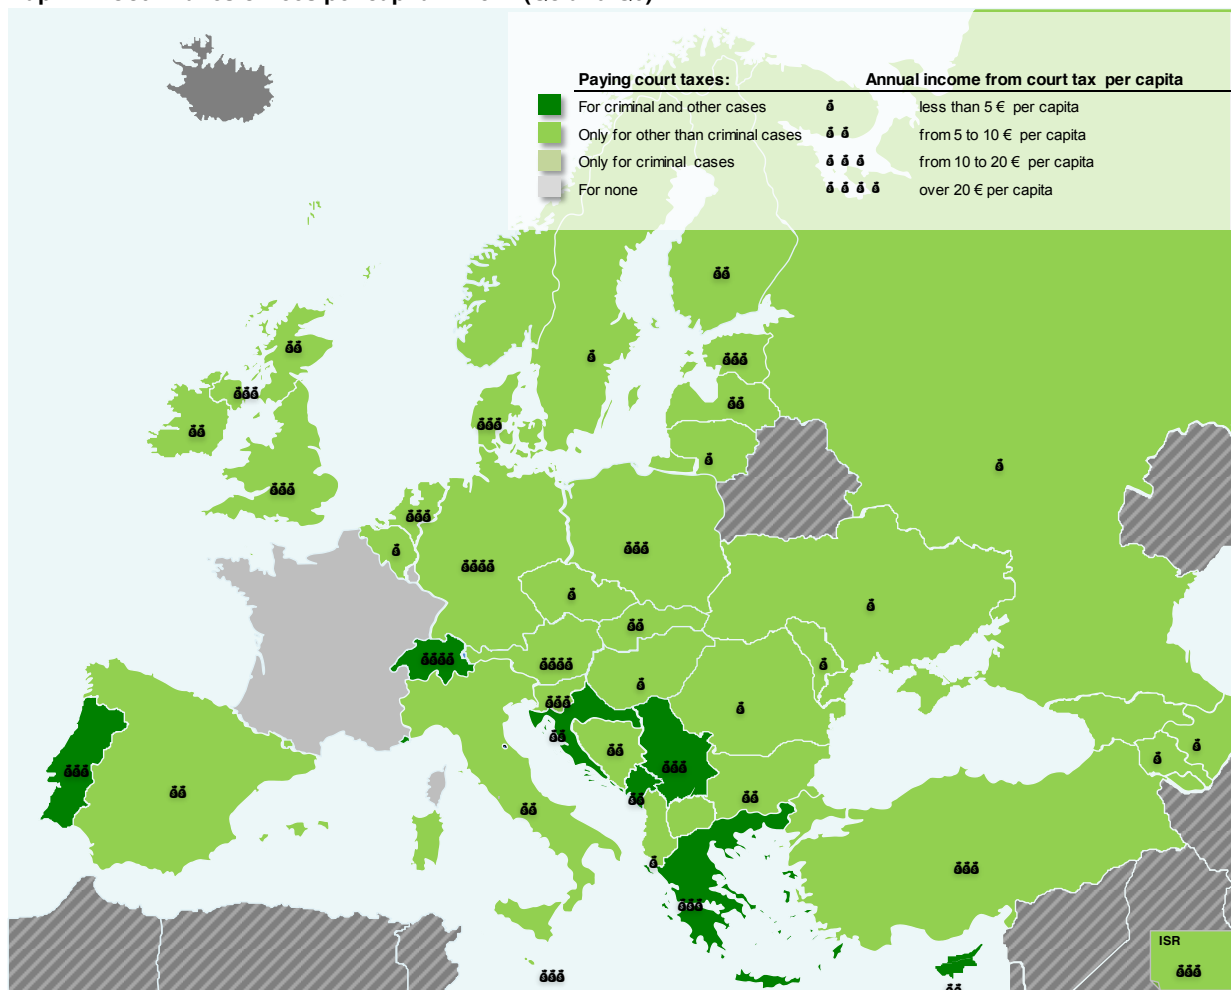 Paying court taxes: Annual income from court tax per capita
For criminal and other cases less than 5 € per capita
Only for other than criminal cases from 5 to 10 € per capita
Only for criminal cases from 10 to 20 € per capita
For none over 20 € per capita
ISR